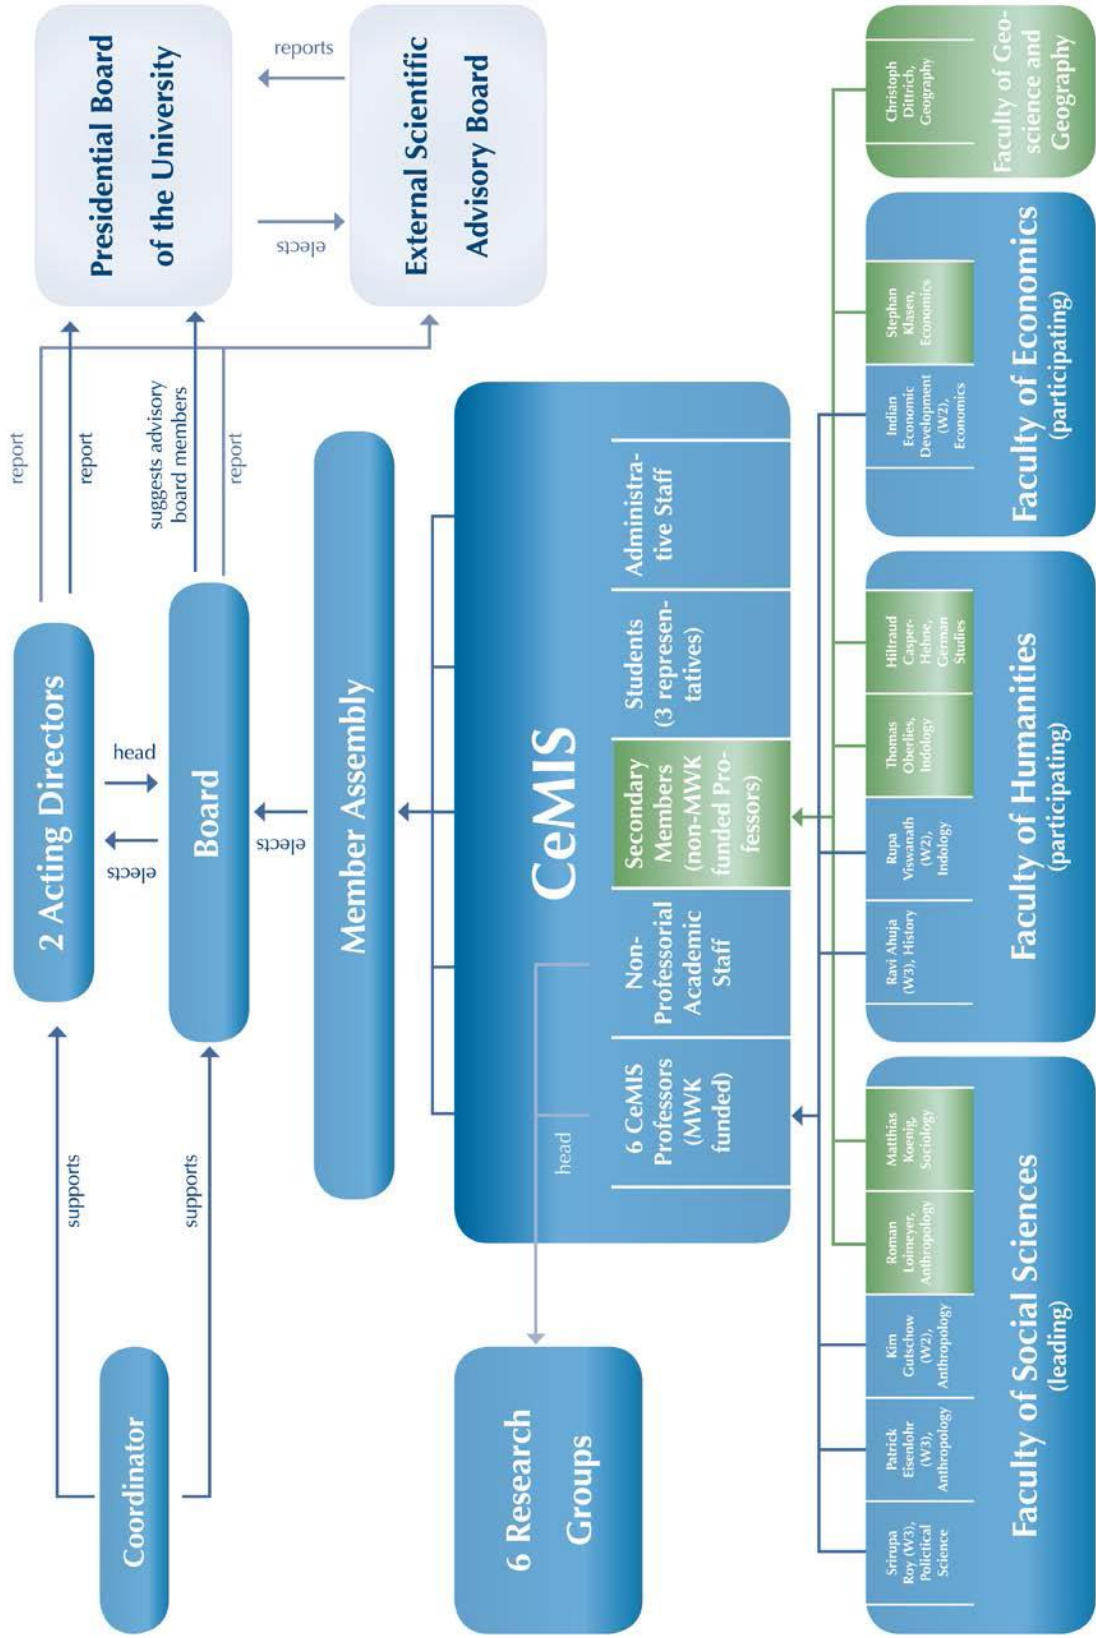 Coordinator
supports
supports
2 Acting Directors
elects
head
Board
elects
Member Assembly
report
report
suggests advisory
board members
report
Presidential Board
of the University
elects
reports
External Scientific
Advisory Board
6 Research
Groups
CeMIS
head
6 CeMIS
Professors
(MWK
funded)
Non-
Professorial
Academic
Staff
Secondary
Members
(non-MWK
funded Pro-
fessors)
Students
(3 represen-
tatives)
Administra-
tive Staff
Srirupa
Roy (W3),
Polictical
Science
Patrick
Eisenlohr
(W3),
Anthropology
Kim
Gutschow
(W2),
Anthropology
Roman
Loimeyer,
Anthropology
Matthias
Koenig,
Sociology
Faculty of Social Sciences
(leading)
Ravi Ahuja
(W3), History
Rupa
Viswanath
(W2),
Indology
Thomas
Oberlies,
Indology
Hiltraud
Casper-
Hehne,
German
Studies
Faculty of Humanities
(participating)
Indian
Economic
Development
(W2),
Economics
Stephan
Klasen,
Economics
Faculty of Economics
(participating)
Christoph
Dittrich,
Geography
Faculty of Geo-
science and
Geography